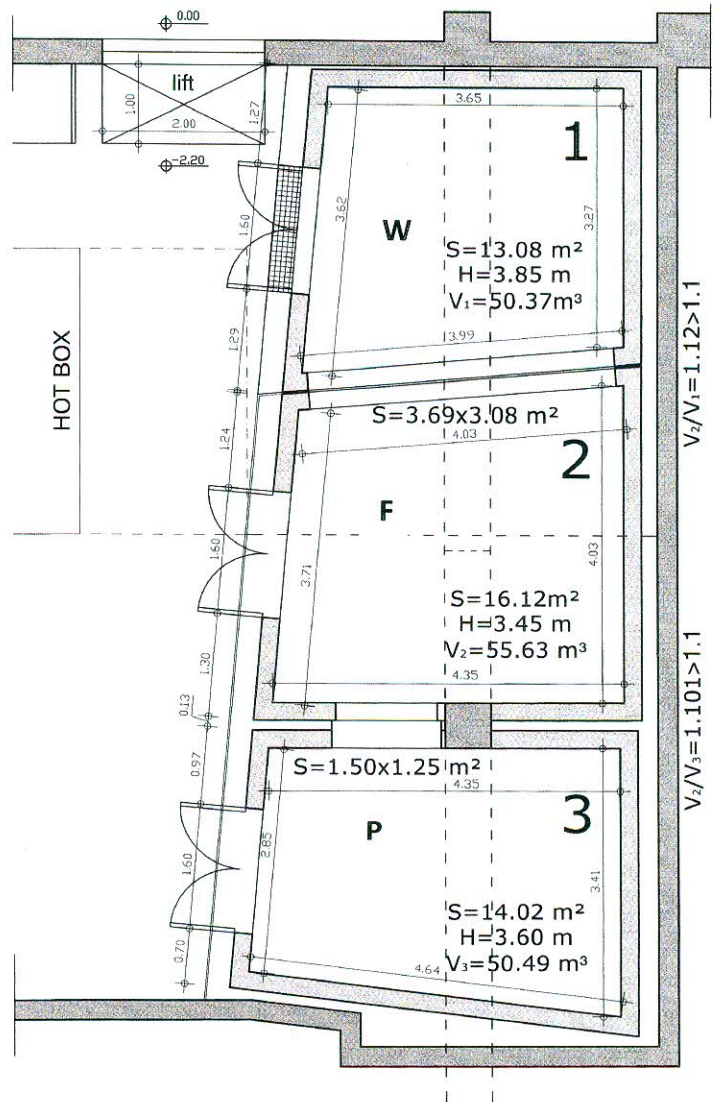 0.00
lift
1.00
2.00
1.27
-2.20
3.65
1
1.60
3.62
W
3.27
S=13.08 m²
H=3.85 m
V₁=50.37m³
HOT BOX
1.29
3.99
V₂/V₁=1.12>1.1
S=3.69x3.08 m²
4.03
1.24
2
F
1.60
3.71
4.03
S=16.12m²
H=3.45 m
V₂=55.63 m³
1.30
4.35
0.13
V₂/V₃=1.101>1.1
0.97
S=1.50x1.25 m²
4.35
3
P
2.85
1.60
3.41
S=14.02 m²
H=3.60 m
V₃=50.49 m³
0.70
4.64